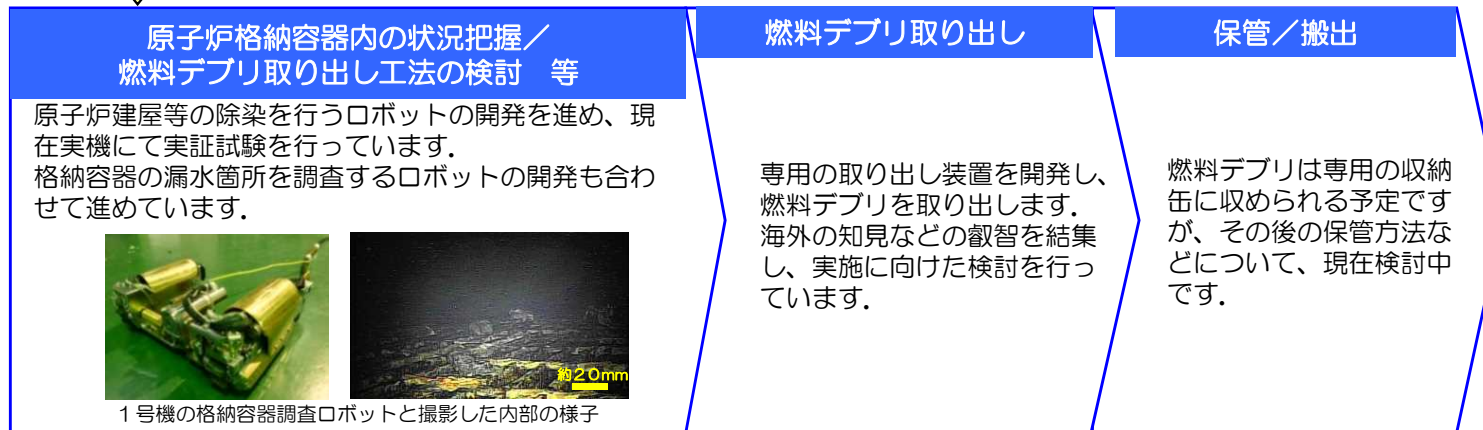 原子炉格納容器内の状況把握／
燃料デブリ取り出し工法の検討　等
原子炉建屋等の除染を行うロボットの開発を進め、現
在実機にて実証試験を行っています．
格納容器の漏水箇所を調査するロボットの開発も合わ
せて進めています．
約20mm
１号機の格納容器調査ロボットと撮影した内部の様子
燃料デブリ取り出し
専用の取り出し装置を開発し、
燃料デブリを取り出します．
海外の知見などの叡智を結集
し、実施に向けた検討を行っ
ています．
保管／搬出
燃料デブリは専用の収納
缶に収められる予定です
が、その後の保管方法な
どについて、現在検討中
です．